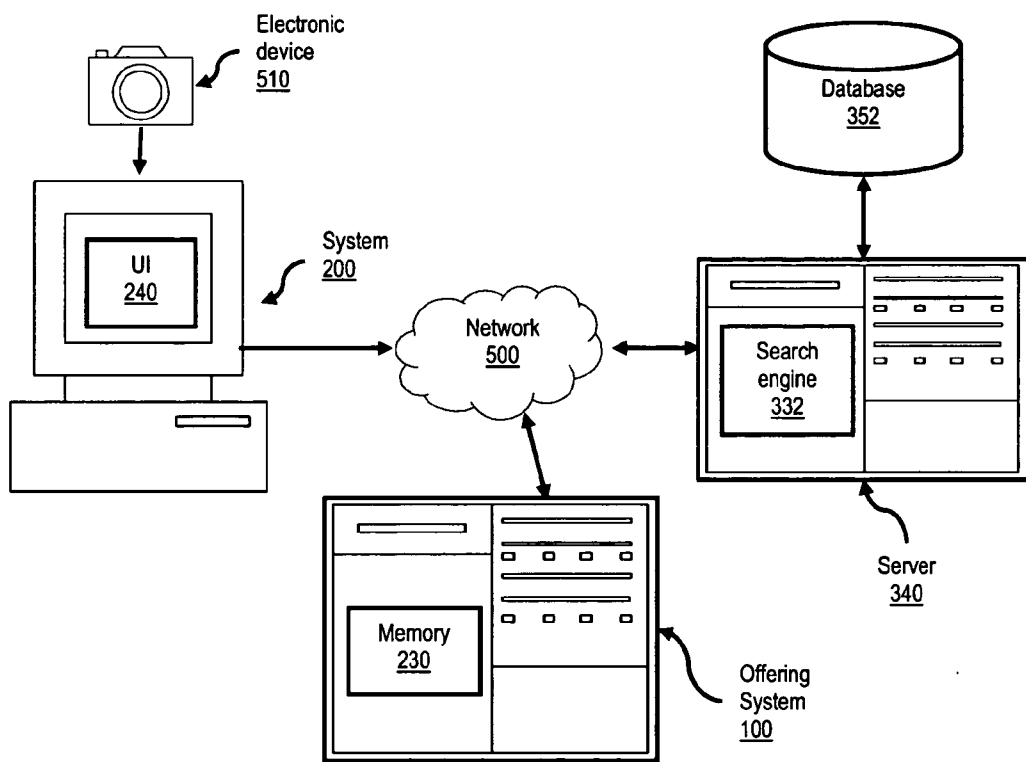 Electronic
device
510
Database
352
UI
240
System
200
Network
500
Search
engine
332
Server
340
Memory
230
Offering
System
100